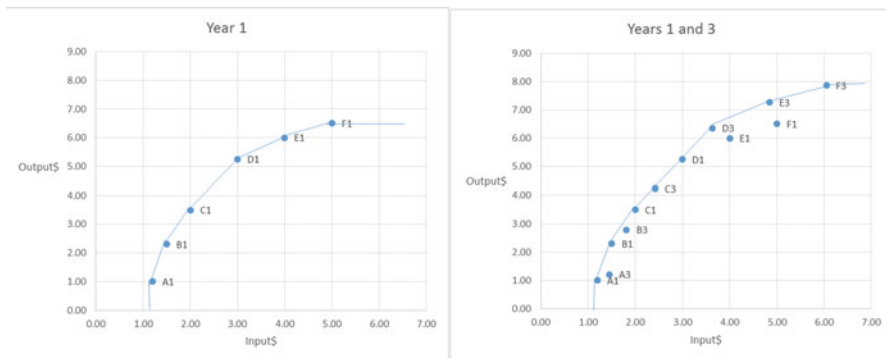 Year 1
9.00
8.00
7.00
6.00
5.00
4.00
3.00
2.00
1.00
0.00
Output$
F1
E1
D1
C1
B1
A1
0.00 1.00 2.00 3.00 4.00 5.00 6.00 7.00
Input$
Years 1 and 3
9.00
8.00
7.00
6.00
5.00
4.00
3.00
2.00
1.00
0.00
Output$
F3
E3
F1
D3
E1
D1
C3
C1
B3
B1
A3
A1
0.00 1.00 2.00 3.00 4.00 5.00 6.00 7.00
Input$